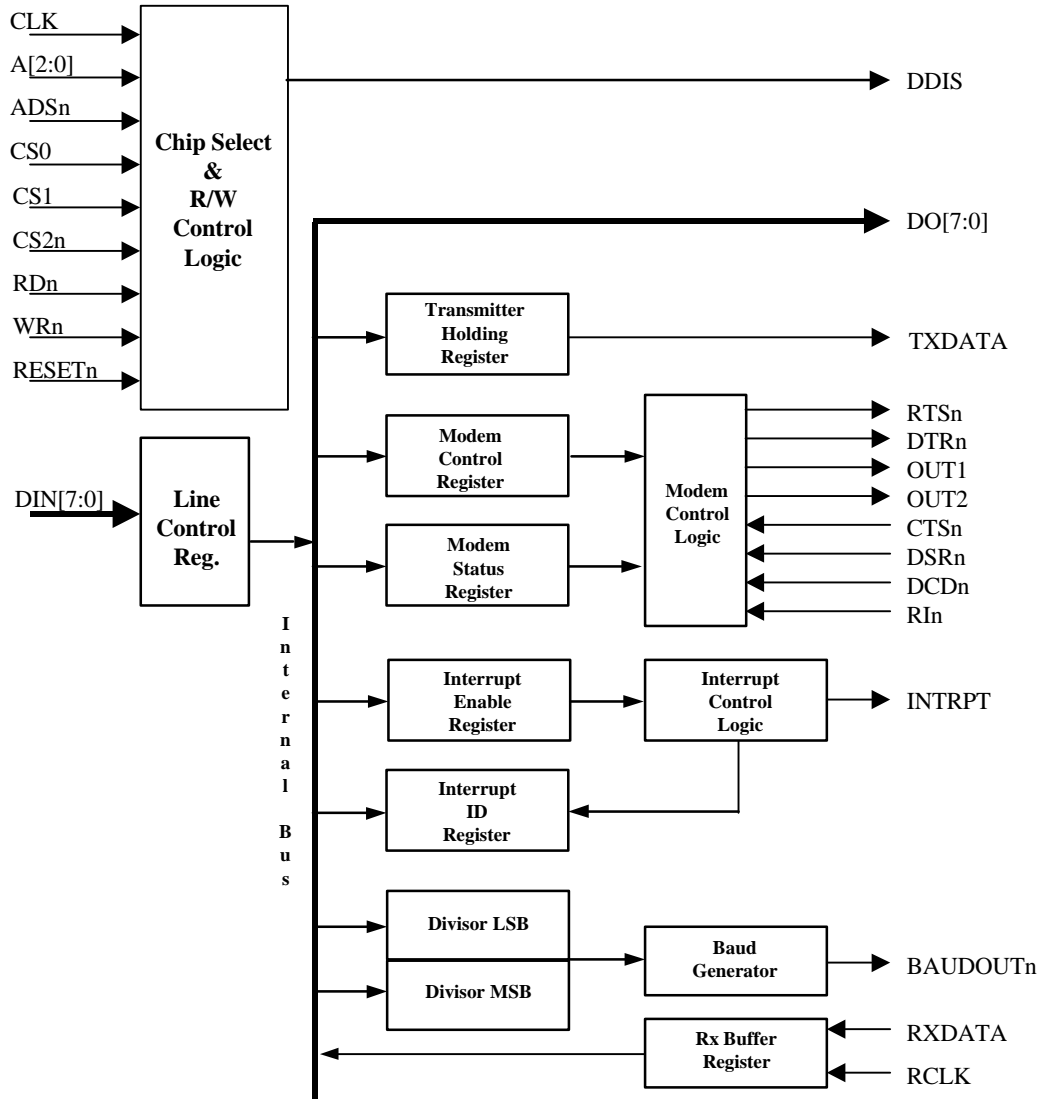 CLK
A[2:0]
ADSn
CS0
CS1
CS2n
RDn
WRn
RESETn
Chip Select
&
R/W
Control
Logic
DDIS
DO[7:0]
Transmitter
Holding
Register
TXDATA
DIN[7:0]
Line
Control
Reg.
Modem
Control
Register
Modem
Status
Register
Modem
Control
Logic
RTSn
DTRn
OUT1
OUT2
CTSn
DSRn
DCDn
RIn
Internal Bus
Interrupt
Enable
Register
Interrupt
Control
Logic
INTRPT
Interrupt
ID
Register
Divisor LSB
Divisor MSB
Baud
Generator
BAUDOUTn
Rx Buffer
Register
RXDATA
RCLK